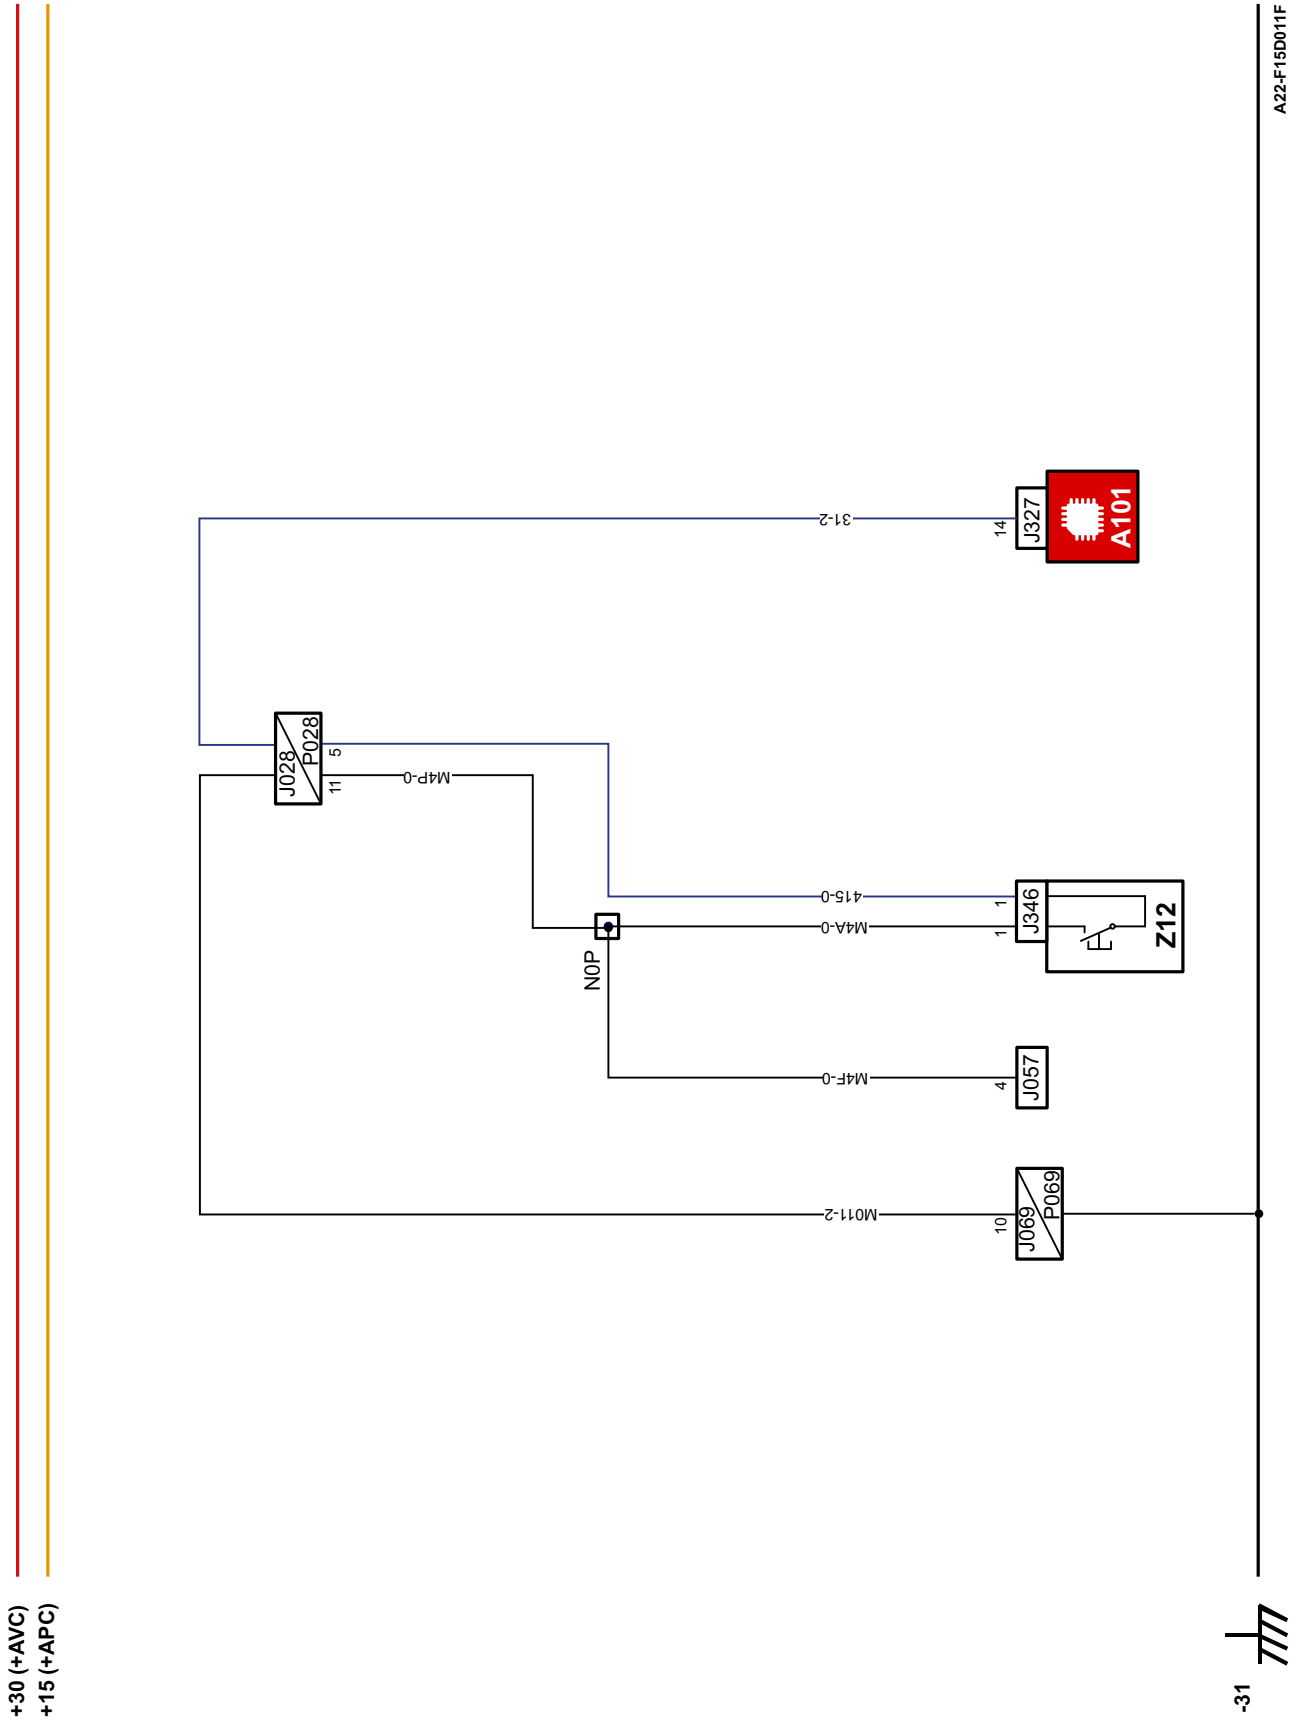 +30 (+AVC)
+15 (+APC)
J028
P028
5
11
M4P-0
31-2
14
J327
A101
N0P
415-0
M4A-0
1
1
J346
Z12
M4F-0
4
J057
M011-2
10
J069
P069
-31
A22-F15D011F